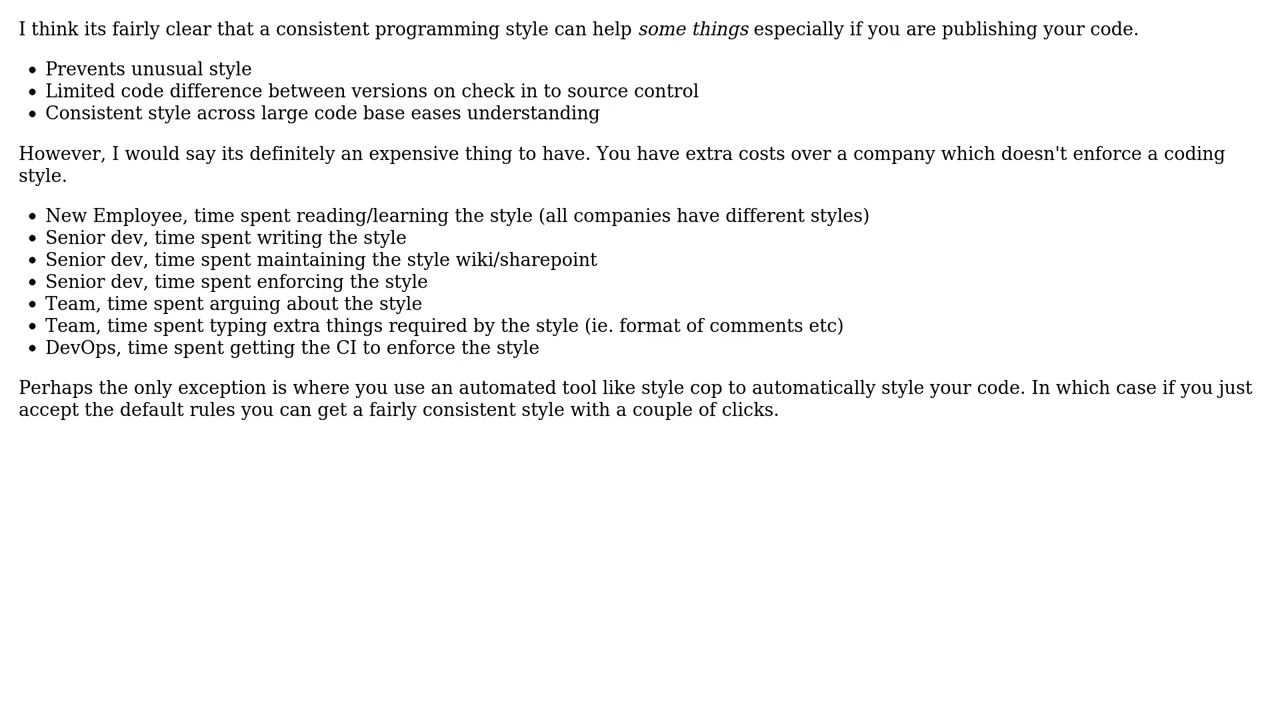 I think its fairly clear that a consistent programming style can help some things especially if you are publishing your code.
• Prevents unusual style
• Limited code difference between versions on check in to source control
• Consistent style across large code base eases understanding
However, I would say its definitely an expensive thing to have. You have extra costs over a company which doesn't enforce a coding
style.
• New Employee, time spent reading/learning the style (all companies have different styles)
• Senior dev, time spent writing the style
• Senior dev, time spent maintaining the style wiki/sharepoint
• Senior dev, time spent enforcing the style
• Team, time spent arguing about the style
• Team, time spent typing extra things required by the style (ie. format of comments etc)
• DevOps, time spent getting the CI to enforce the style
Perhaps the only exception is where you use an automated tool like style cop to automatically style your code. In which case if you just
accept the default rules you can get a fairly consistent style with a couple of clicks.